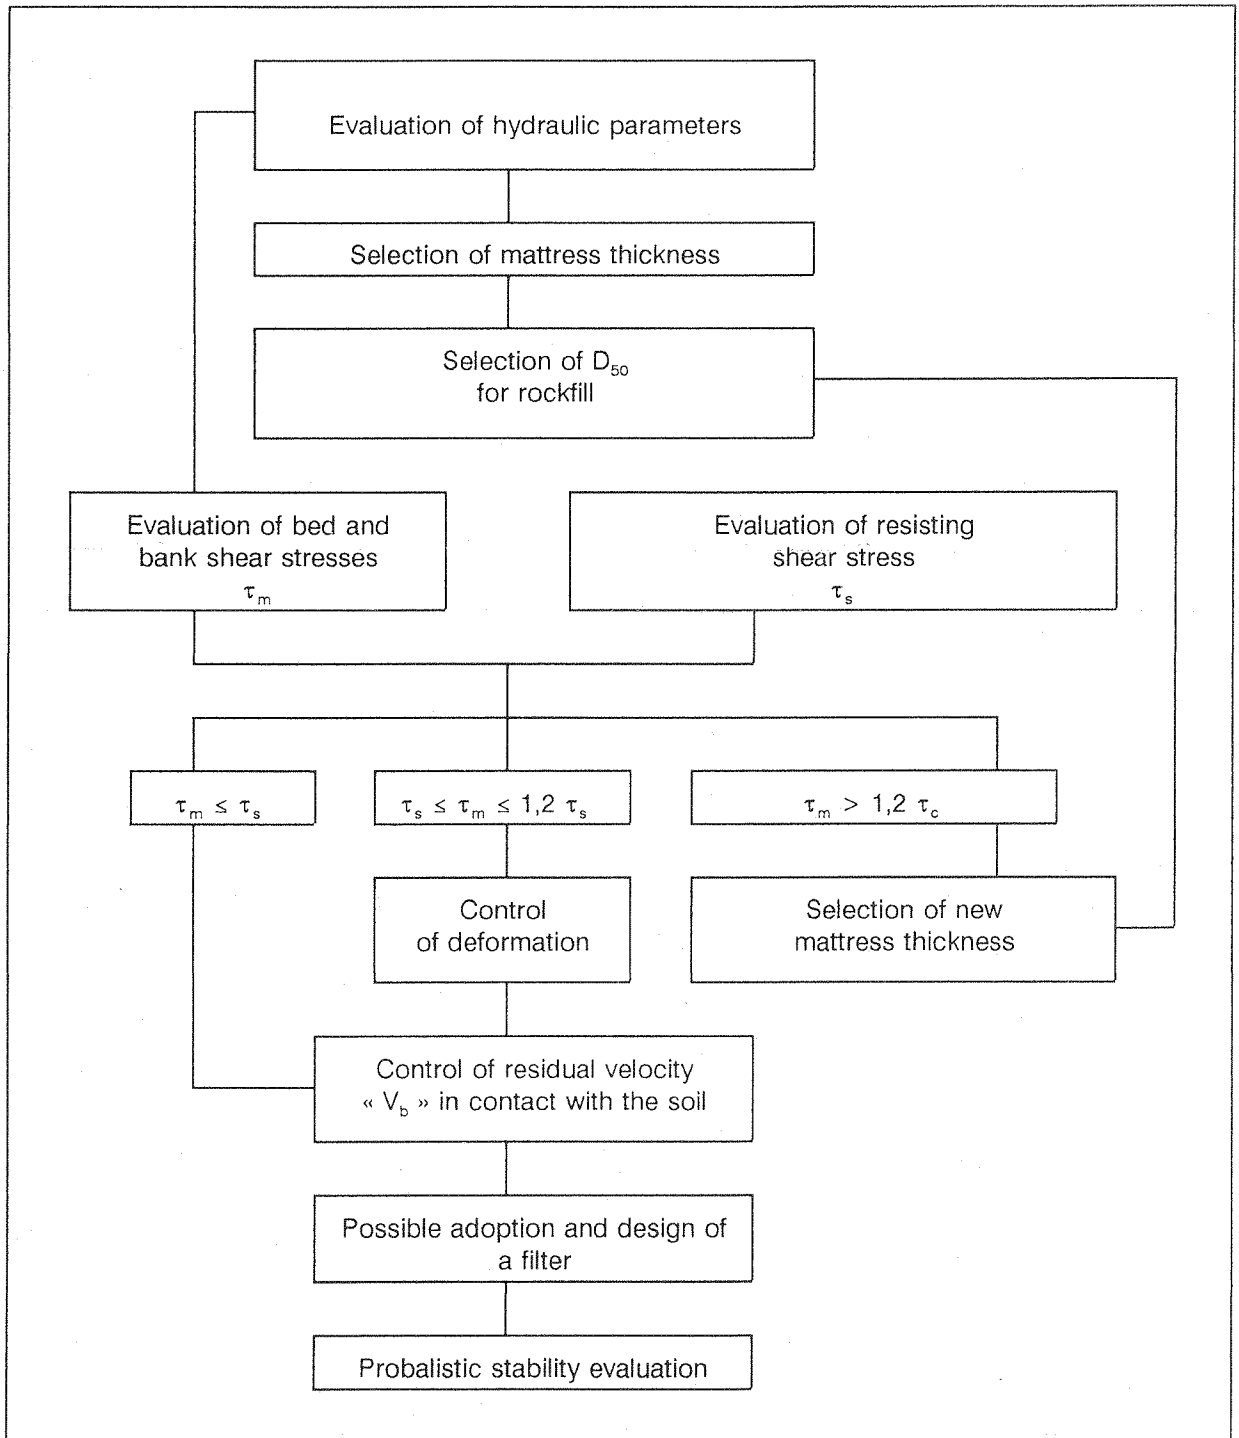 Evaluation of hydraulic parameters
Selection of mattress thickness
Selection of D₅₀
for rockfill
Evaluation of bed and
bank shear stresses
τₘ
Evaluation of resisting
shear stress
τₛ
τₘ ≤ τₛ
τₛ ≤ τₘ ≤ 1,2 τₛ
τₘ > 1,2 τ_c
Control
of deformation
Selection of new
mattress thickness
Control of residual velocity
« V_b » in contact with the soil
Possible adoption and design of
a filter
Probalistic stability evaluation